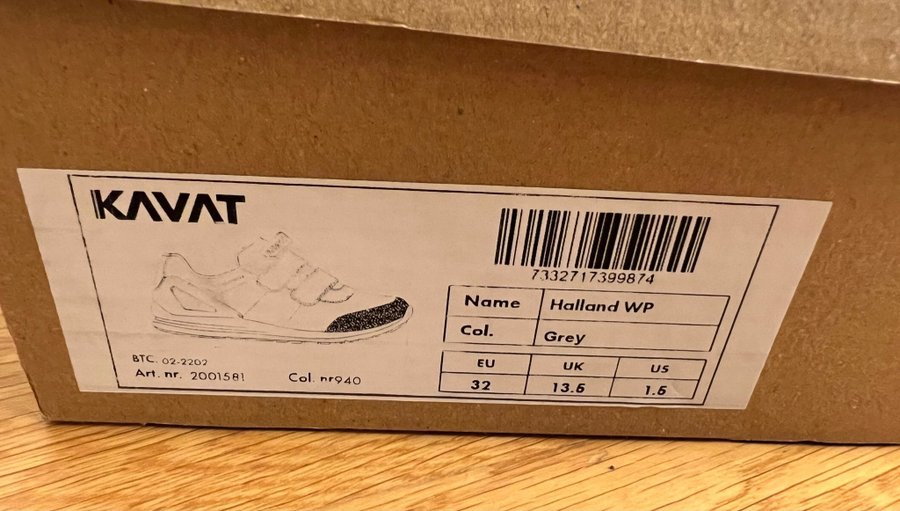 KAVAT
7332717399874
Name Halland WP
Col. Grey
EU UK US
32 13.5 1.5
BTC. 02-2202
Art. nr. 2001581 Col. nr940